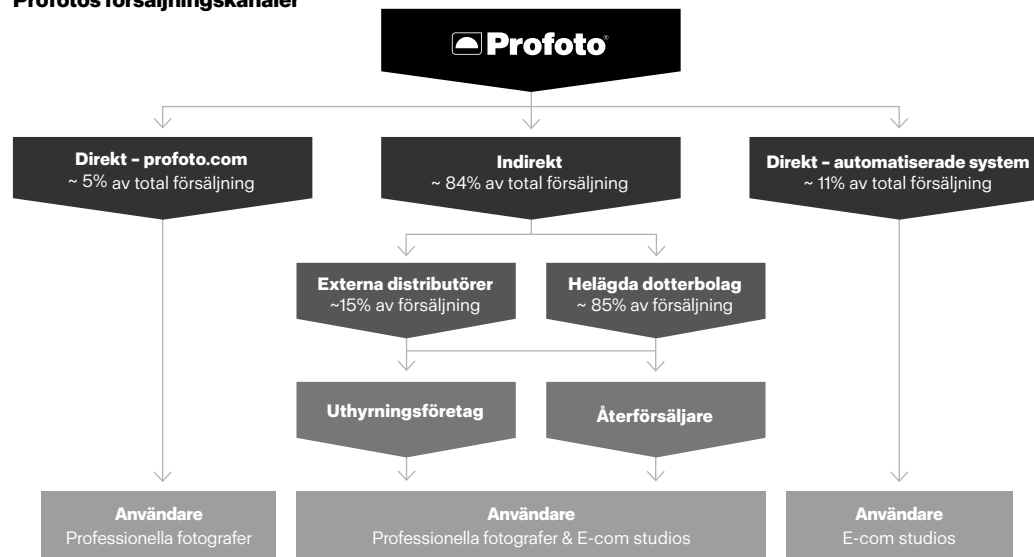 Profotos försäljningskanaler
Profoto®
Direkt – profoto.com
~ 5% av total försäljning
Indirekt
~ 84% av total försäljning
Direkt – automatiserade system
~ 11% av total försäljning
Externa distributörer
~15% av försäljning
Helägda dotterbolag
~ 85% av försäljning
Uthyrningsföretag
Återförsäljare
Användare
Professionella fotografer
Användare
Professionella fotografer & E-com studios
Användare
E-com studios